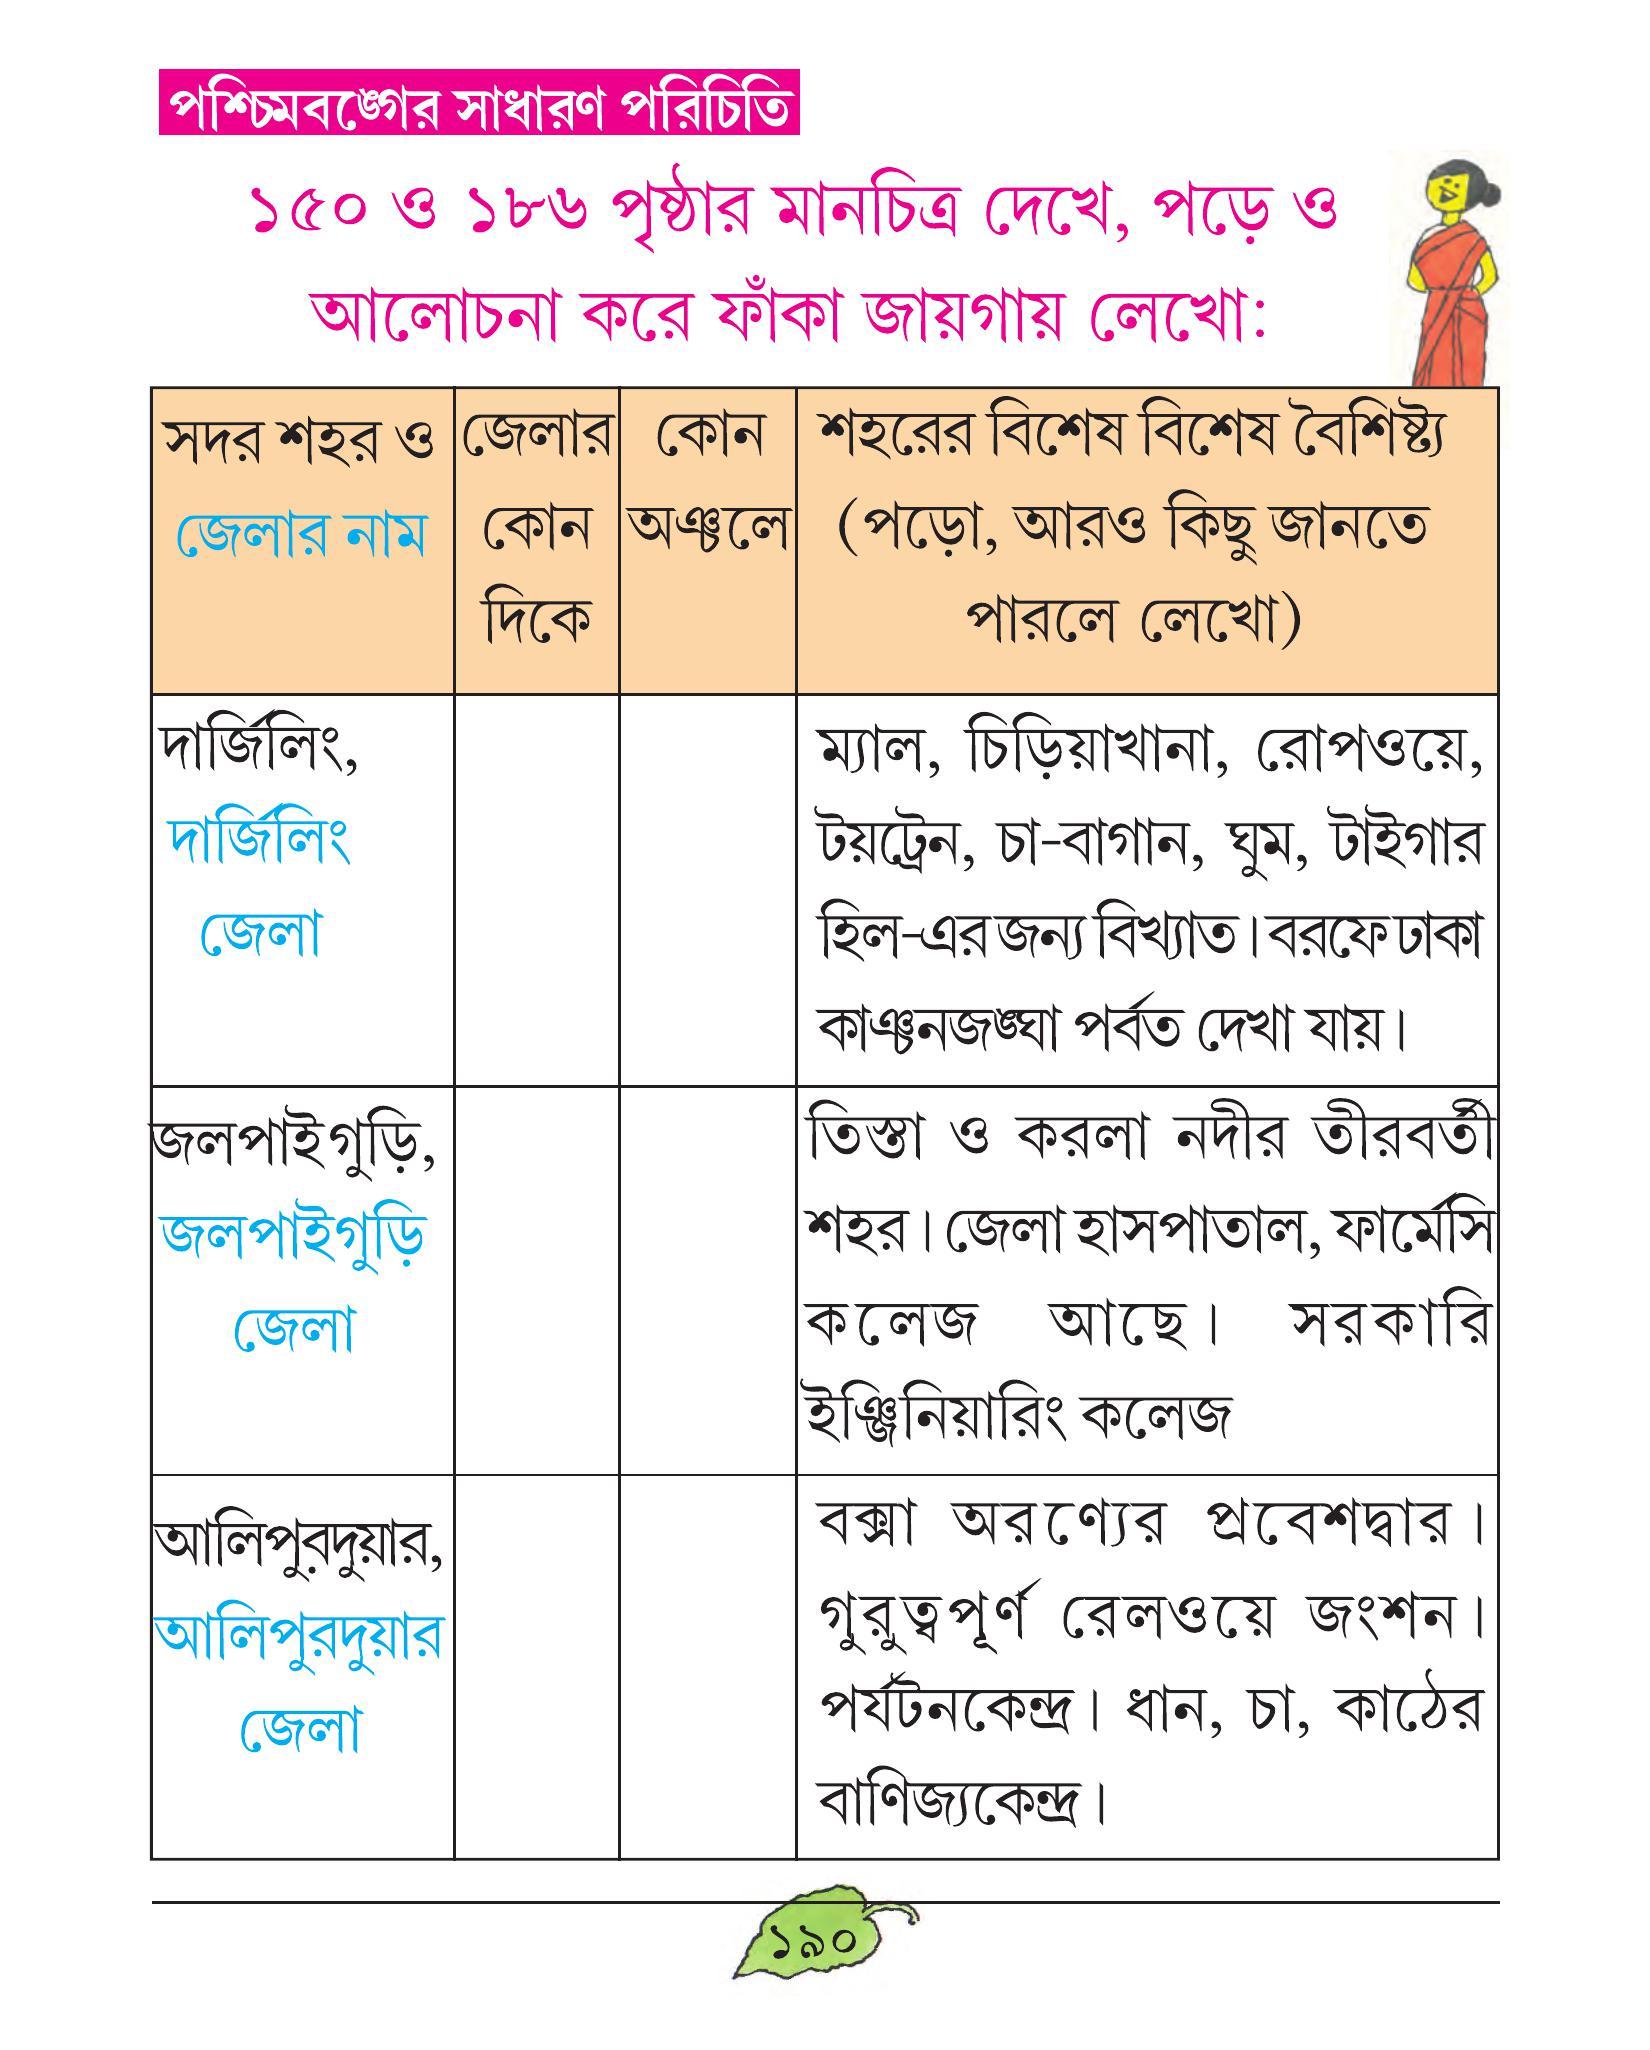 পশ্চিমবঙ্গের সাধারণ পরিচিতি
১৫০ ও ১৮৬ পৃষ্ঠার মানচিত্র দেখে, পড়ে ও
আলোচনা করে ফাঁকা জায়গায় লেখো:
সদর শহর ও
জেলার নাম
জেলার
কোন
দিকে
কোন
অঞ্চলে
শহরের বিশেষ বিশেষ বৈশিষ্ট্য
(পড়ো, আরও কিছু জানতে
পারলে লেখো)
দার্জিলিং,
দার্জিলিং
জেলা
ম্যাল, চিড়িয়াখানা, রোপওয়ে,
টয়ট্রেন, চা-বাগান, ঘুম, টাইগার
হিল-এর জন্য বিখ্যাত। বরফে ঢাকা
কাঞ্চনজঙ্ঘা পর্বত দেখা যায়।
জলপাইগুড়ি,
জলপাইগুড়ি
জেলা
তিস্তা ও করলা নদীর তীরবর্তী
শহর। জেলা হাসপাতাল, ফার্মেসি
কলেজ আছে। সরকারি
ইঞ্জিনিয়ারিং কলেজ
আলিপুরদুয়ার,
আলিপুরদুয়ার
জেলা
বক্সা অরণ্যের প্রবেশদ্বার।
গুরুত্বপূর্ণ রেলওয়ে জংশন।
পর্যটনকেন্দ্র। ধান, চা, কাঠের
বাণিজ্যকেন্দ্র।
১৯০